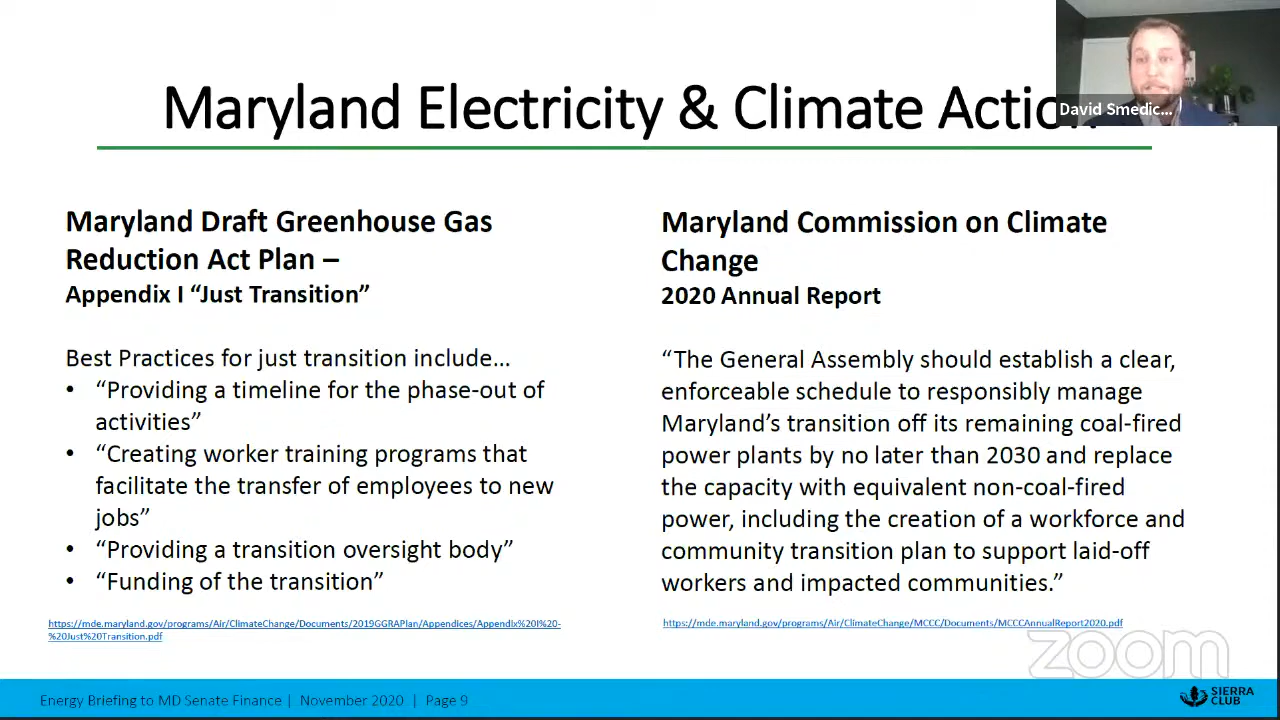 Maryland Electricity & Climate Action
David Smedic...
Maryland Draft Greenhouse Gas
Reduction Act Plan –
Appendix I “Just Transition”
Best Practices for just transition include…
• “Providing a timeline for the phase-out of
activities”
• “Creating worker training programs that
facilitate the transfer of employees to new
jobs”
• “Providing a transition oversight body”
• “Funding of the transition”
https://mde.maryland.gov/programs/Air/ClimateChange/Documents/2019GGRAPlan/Appendices/Appendix%20I%20-
%20Just%20Transition.pdf
Maryland Commission on Climate
Change
2020 Annual Report
“The General Assembly should establish a clear,
enforceable schedule to responsibly manage
Maryland’s transition off its remaining coal-fired
power plants by no later than 2030 and replace
the capacity with equivalent non-coal-fired
power, including the creation of a workforce and
community transition plan to support laid-off
workers and impacted communities.”
https://mde.maryland.gov/programs/Air/ClimateChange/MCCC/Documents/MCCCAnnualReport2020.pdf
zoom
Energy Briefing to MD Senate Finance | November 2020 | Page 9
SIERRA
CLUB